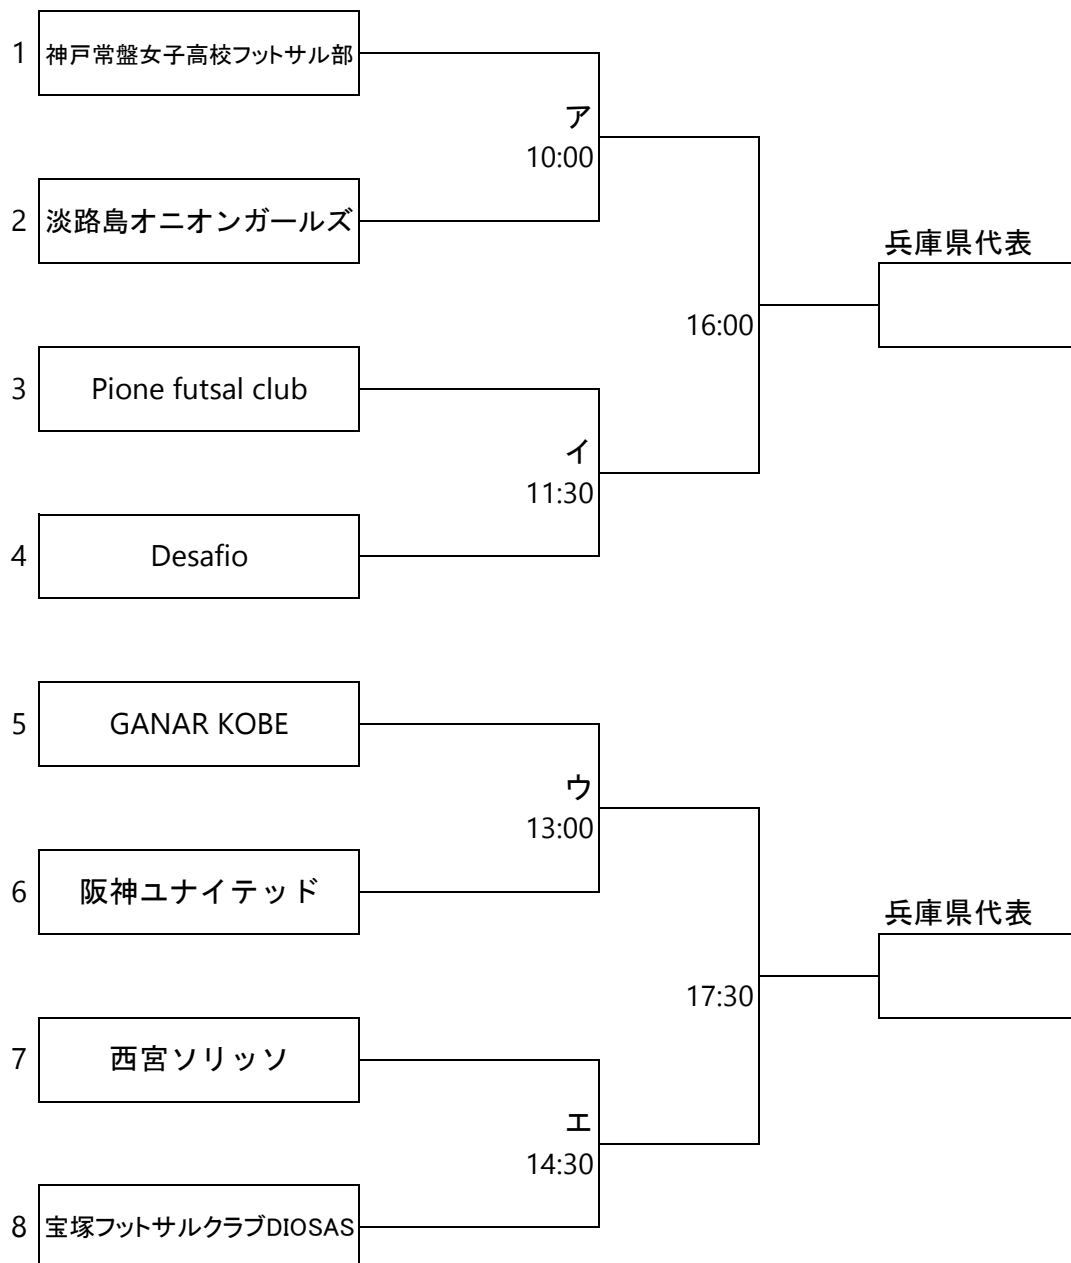 1 神戸常盤女子高校フットサル部
ア
10:00
2 淡路島オニオンガールズ
兵庫県代表
16:00
3 Pione futsal club
イ
11:30
4 Desafio
5 GANAR KOBE
ウ
13:00
6 阪神ユナイテッド
兵庫県代表
17:30
7 西宮ソリッソ
エ
14:30
8 宝塚フットサルクラブDIOSAS